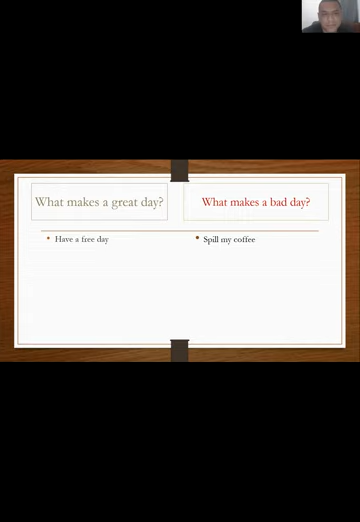 What makes a great day?
What makes a bad day?
• Have a free day
• Spill my coffee